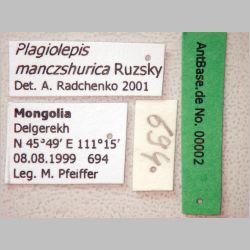 Plagiolepis
manczshurica Ruzsky
Det. A. Radchenko 2001
Mongolia
Delgerekh
N 45°49' E 111°15'
08.08.1999 694
Leg. M. Pfeiffer
694
AntBase.de No. 00002